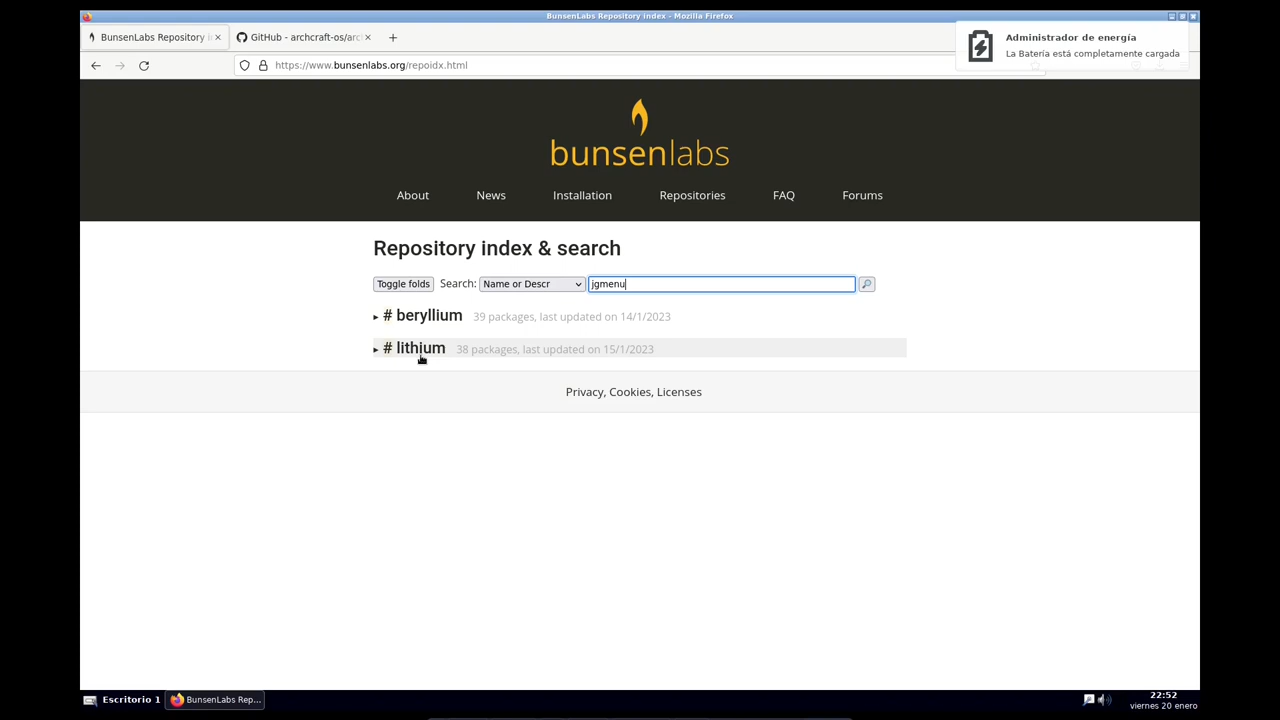 BunsenLabs Repository Index - Mozilla Firefox
BunsenLabs Repository I
GitHub - archcraft-os/arc
https://www.bunsenlabs.org/repoidx.html
Administrador de energía
La Batería está completamente cargada
bunsenlabs
About News Installation Repositories FAQ Forums
Repository index & search
Toggle folds Search: Name or Descr jgmenu
# beryllium 39 packages, last updated on 14/1/2023
# lithium 38 packages, last updated on 15/1/2023
Privacy, Cookies, Licenses
Escritorio 1
BunsenLabs Rep...
22:52
viernes 20 enero